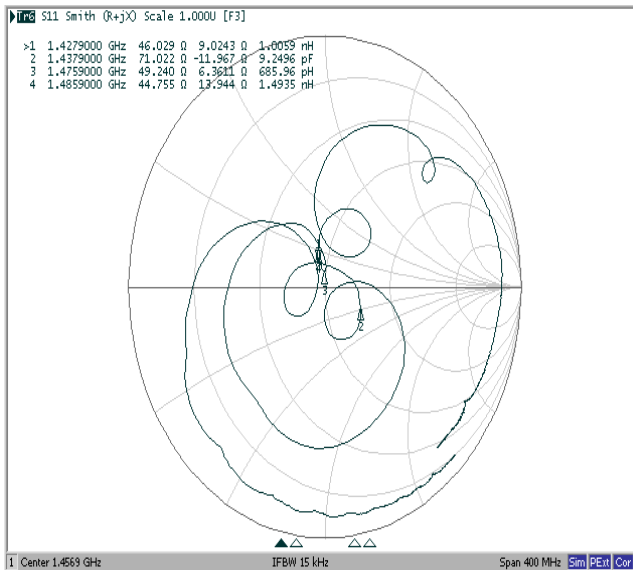 Tr6 S11 Smith (R+jX) Scale 1.000U [F3]
>1 1.4279000 GHz 46.029 Ω 9.0243 Ω 1.0059 nH
2 1.4379000 GHz 71.022 Ω -11.967 Ω 9.2496 pF
3 1.4759000 GHz 49.240 Ω 6.3611 Ω 685.96 pH
4 1.4859000 GHz 44.755 Ω 13.944 Ω 1.4935 nH
3
2
1 Center 1.4569 GHz IFBW 15 kHz Span 400 MHz Sim PExt Cor